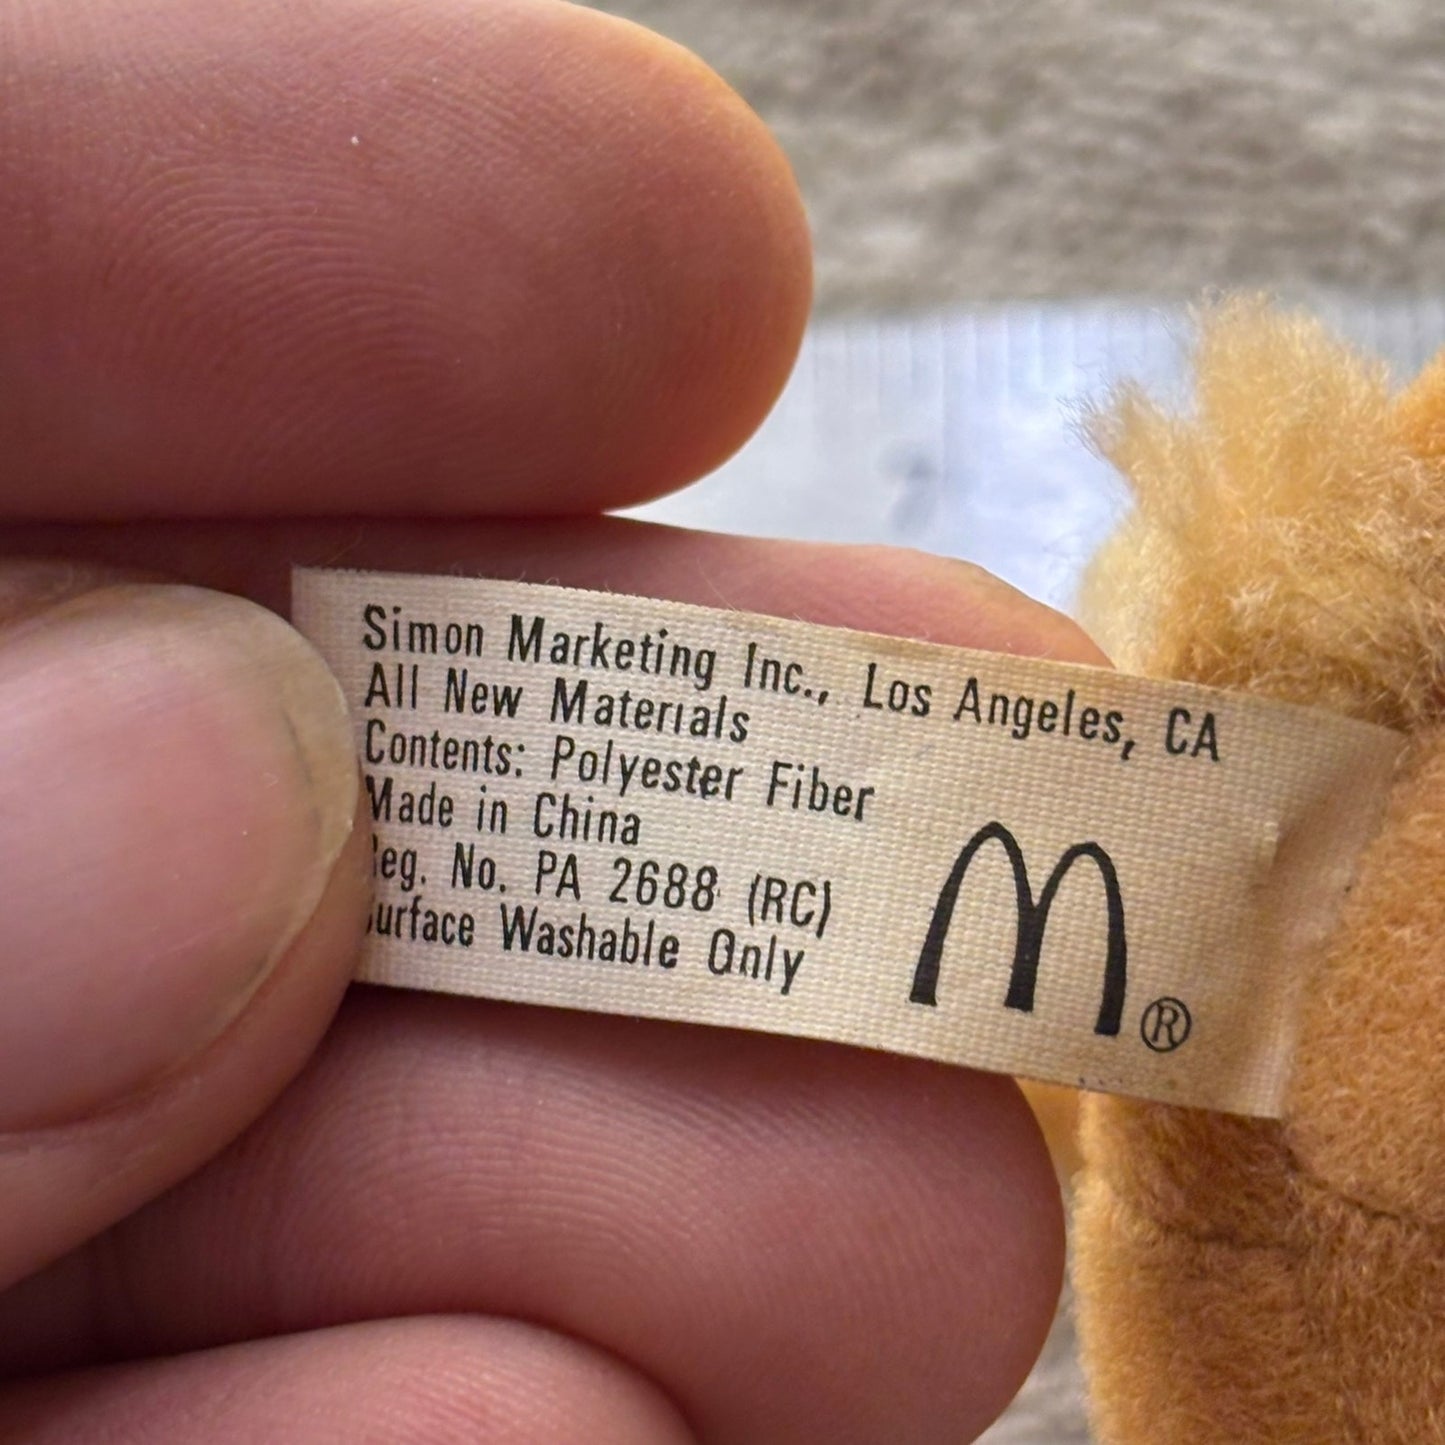 Simon Marketing Inc., Los Angeles, CA
All New Materials
Contents: Polyester Fiber
Made in China
eg. No. PA 2688 (RC)
urface Washable Only
M®